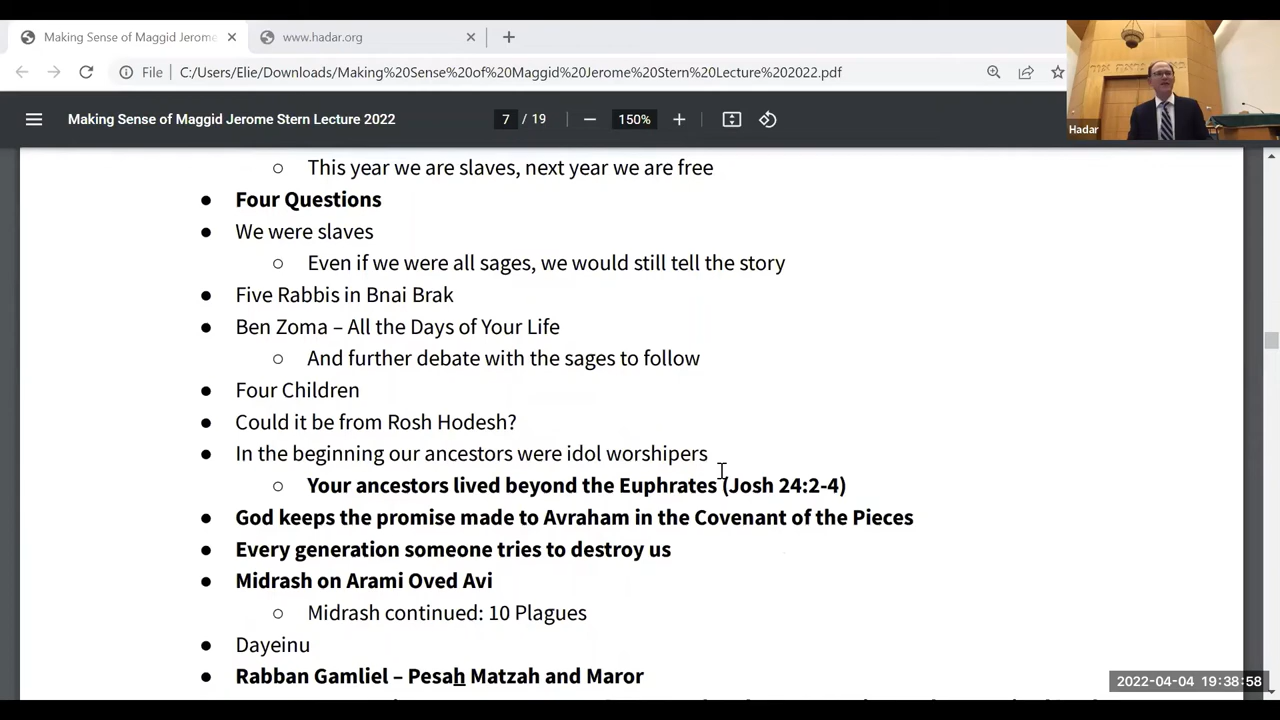 Making Sense of Maggid Jerome
www.hadar.org
File
C:/Users/Elie/Downloads/Making%20Sense%20Of%20Maggid%20Jerome%20Stern%20Lecture%202022.pdf
Hadar
Making Sense of Maggid Jerome Stern Lecture 2022
7 / 19
150%
○ This year we are slaves, next year we are free
● Four Questions
● We were slaves
○ Even if we were all sages, we would still tell the story
● Five Rabbis in Bnai Brak
● Ben Zoma – All the Days of Your Life
○ And further debate with the sages to follow
● Four Children
● Could it be from Rosh Hodesh?
● In the beginning our ancestors were idol worshipers
○ Your ancestors lived beyond the Euphrates (Josh 24:2-4)
● God keeps the promise made to Avraham in the Covenant of the Pieces
● Every generation someone tries to destroy us
● Midrash on Arami Oved Avi
○ Midrash continued: 10 Plagues
● Dayeinu
● Rabban Gamliel – Pesah Matzah and Maror
2022-04-04 19:38:58